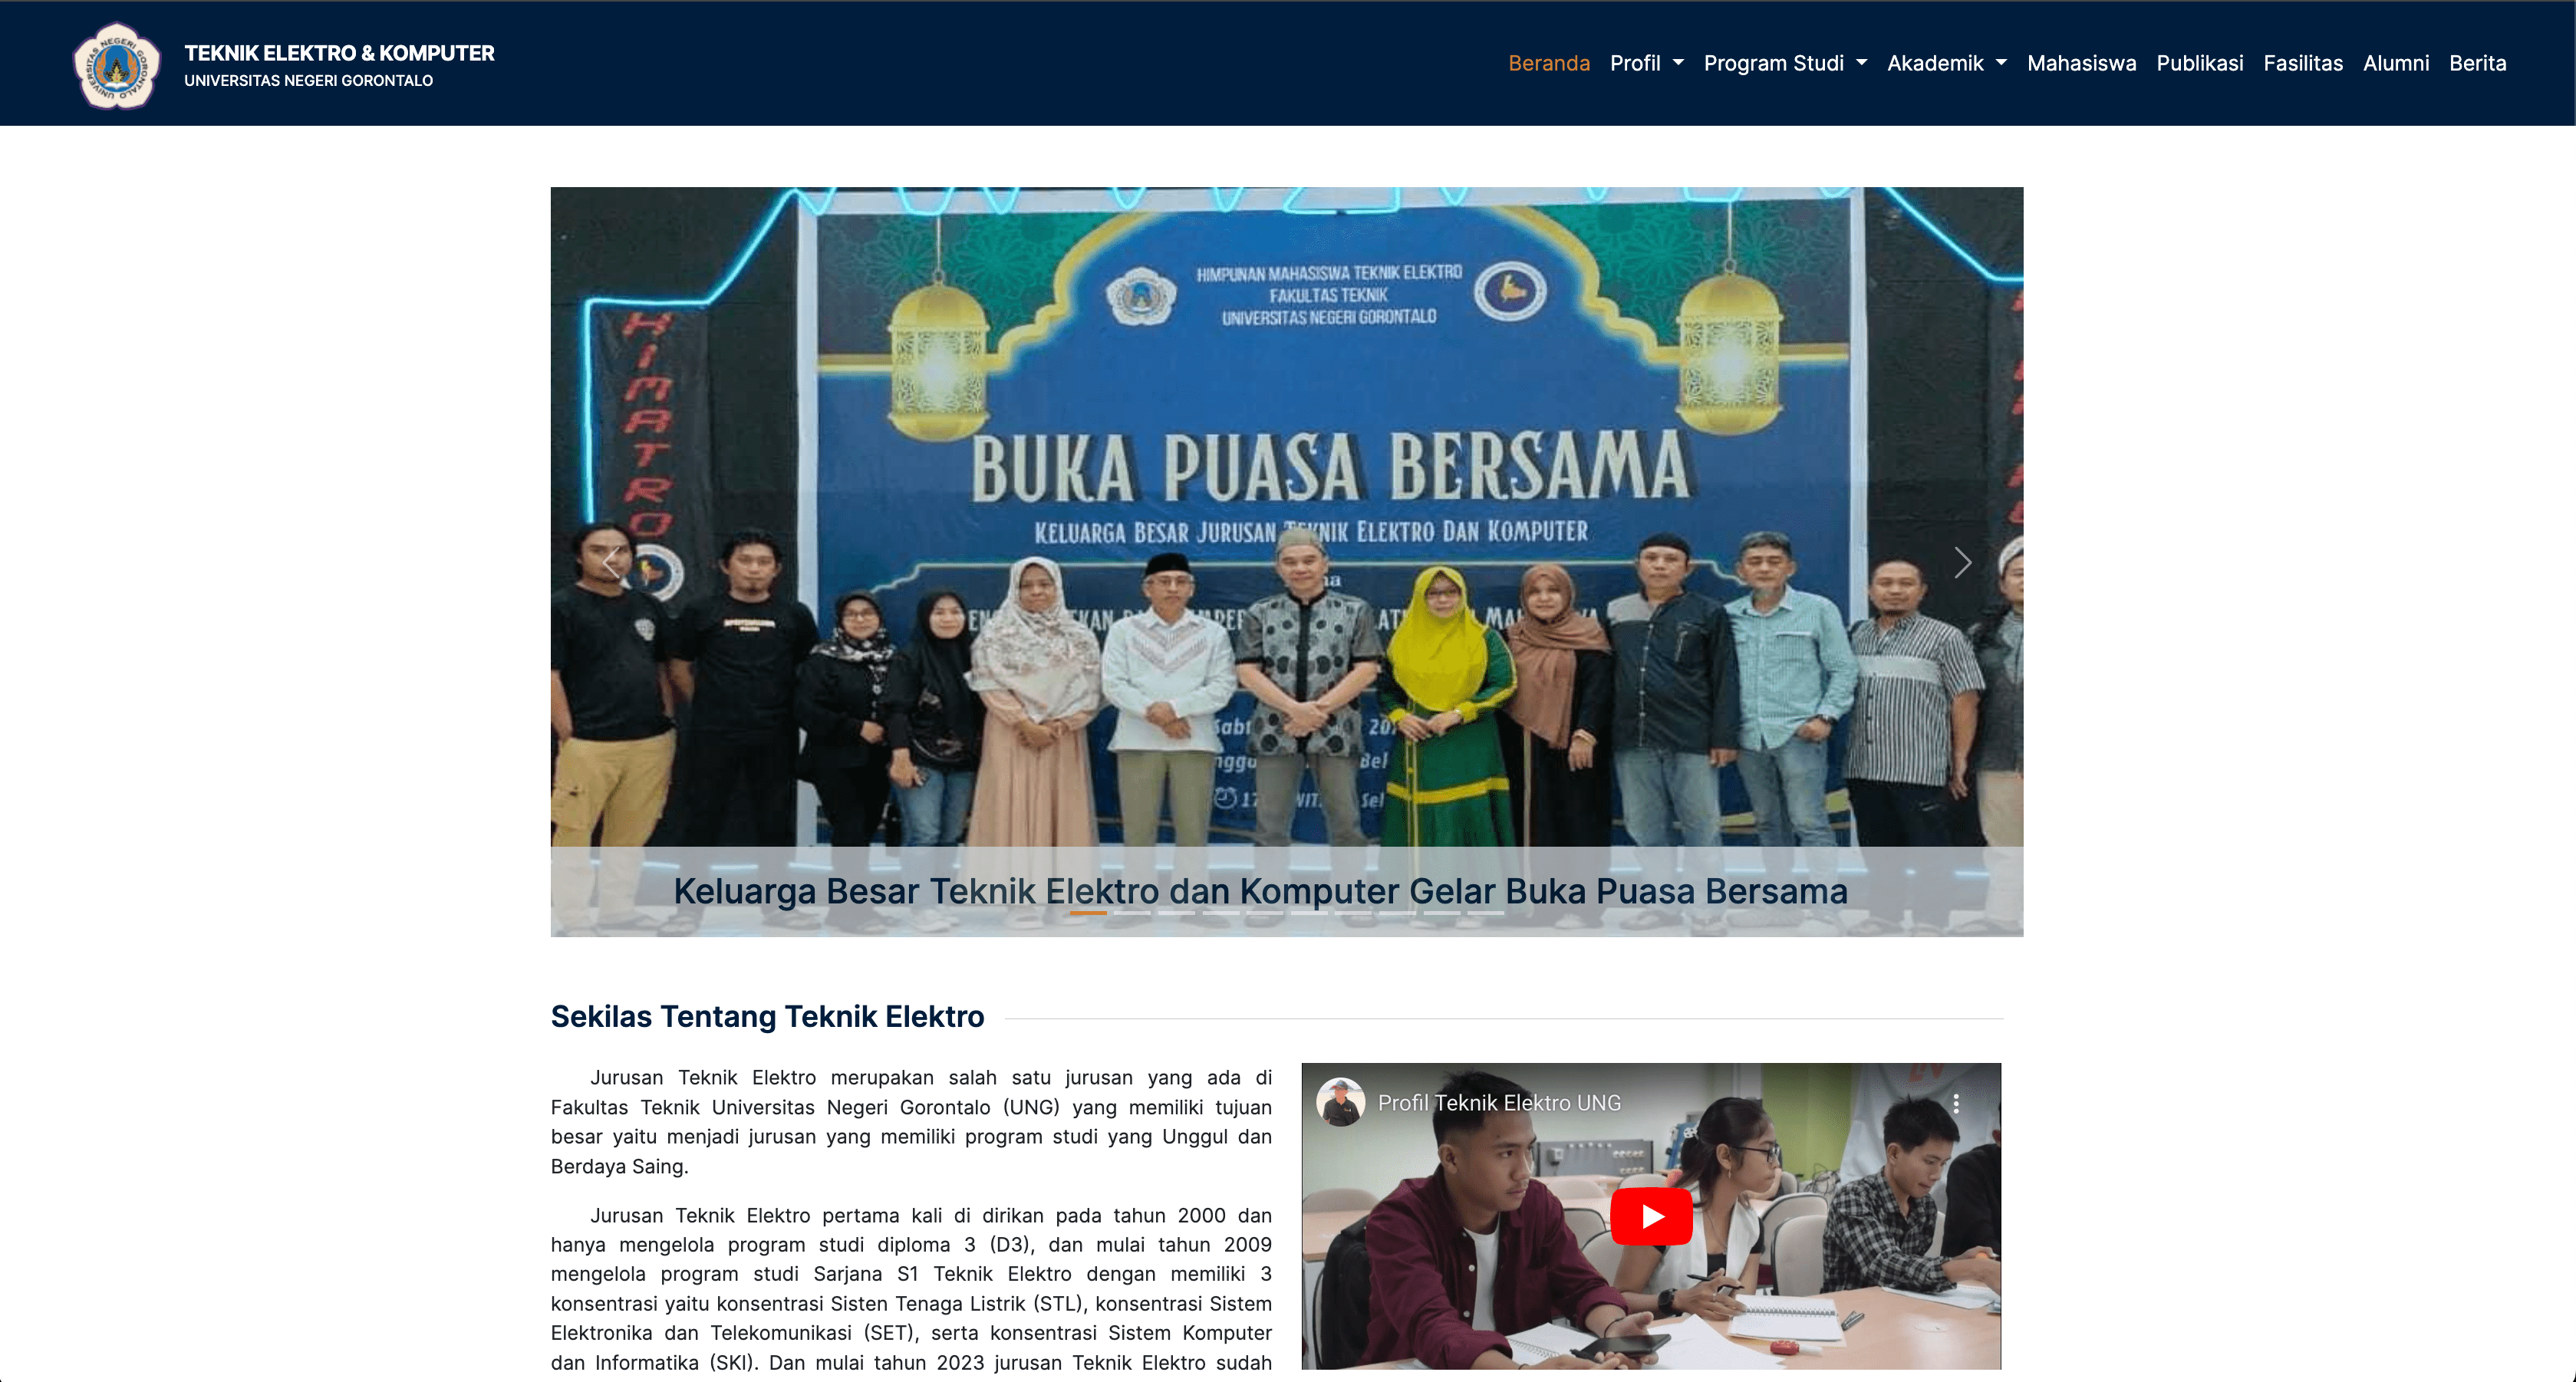 UNIVERSITAS NEGERI GORONTALO
TEKNIK ELEKTRO & KOMPUTER
UNIVERSITAS NEGERI GORONTALO
Beranda Profil Program Studi Akademik Mahasiswa Publikasi Fasilitas Alumni Berita
HIMPUNAN MAHASISWA TEKNIK ELEKTRO
FAKULTAS TEKNIK
UNIVERSITAS NEGERI GORONTALO
HIMATRO
BUKA PUASA BERSAMA
KELUARGA BESAR JURUSAN TEKNIK ELEKTRO DAN KOMPUTER
Keluarga Besar Teknik Elektro dan Komputer Gelar Buka Puasa Bersama
Sekilas Tentang Teknik Elektro
Jurusan Teknik Elektro merupakan salah satu jurusan yang ada di
Fakultas Teknik Universitas Negeri Gorontalo (UNG) yang memiliki tujuan
besar yaitu menjadi jurusan yang memiliki program studi yang Unggul dan
Berdaya Saing.
Jurusan Teknik Elektro pertama kali di dirikan pada tahun 2000 dan
hanya mengelola program studi diploma 3 (D3), dan mulai tahun 2009
mengelola program studi Sarjana S1 Teknik Elektro dengan memiliki 3
konsentrasi yaitu konsentrasi Sisten Tenaga Listrik (STL), konsentrasi Sistem
Elektronika dan Telekomunikasi (SET), serta konsentrasi Sistem Komputer
dan Informatika (SKI). Dan mulai tahun 2023 jurusan Teknik Elektro sudah
Profil Teknik Elektro UNG